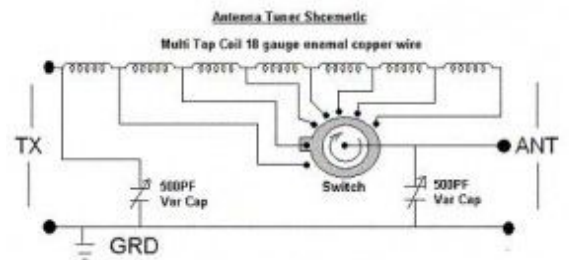 Antenna Tuner Shcemetic
Multi Tap Coil 18 gauge enamal copper wire
TX
ANT
500PF
Var Cap
Switch
500PF
Var Cap
GRD